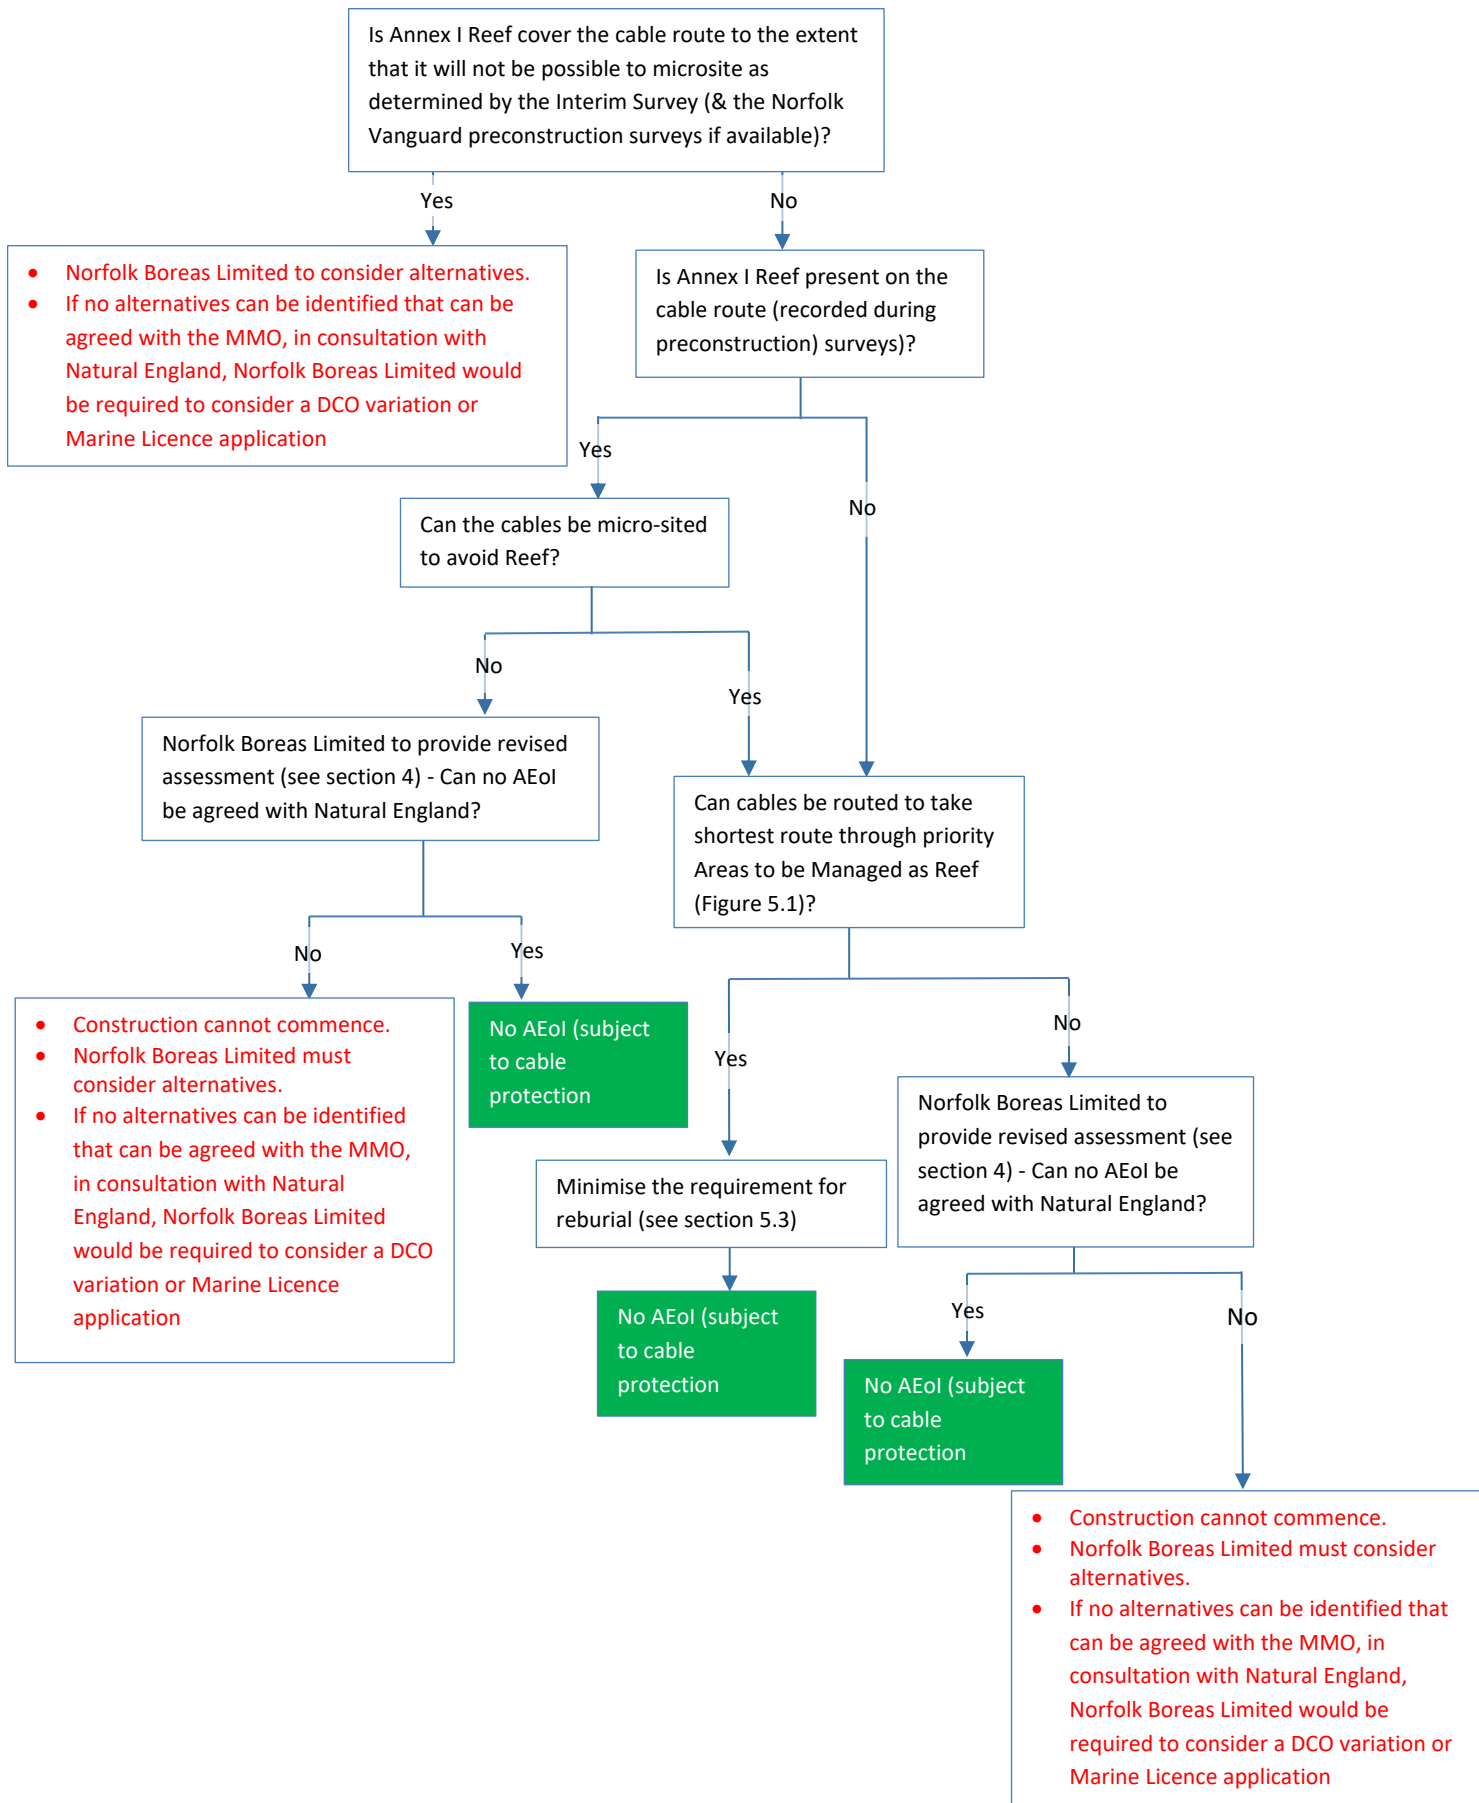 Is Annex I Reef cover the cable route to the extent
that it will not be possible to microsite as
determined by the Interim Survey (& the Norfolk
Vanguard preconstruction surveys if available)?
Yes
No
• Norfolk Boreas Limited to consider alternatives.
• If no alternatives can be identified that can be
agreed with the MMO, in consultation with
Natural England, Norfolk Boreas Limited would
be required to consider a DCO variation or
Marine Licence application
Is Annex I Reef present on the
cable route (recorded during
preconstruction) surveys)?
Yes
No
Can the cables be micro-sited
to avoid Reef?
No
Yes
Norfolk Boreas Limited to provide revised
assessment (see section 4) - Can no AEoI
be agreed with Natural England?
Can cables be routed to take
shortest route through priority
Areas to be Managed as Reef
(Figure 5.1)?
No
Yes
• Construction cannot commence.
• Norfolk Boreas Limited must
consider alternatives.
• If no alternatives can be identified
that can be agreed with the MMO,
in consultation with Natural
England, Norfolk Boreas Limited
would be required to consider a DCO
variation or Marine Licence
application
No AEoI (subject
to cable
protection
Yes
No
Minimise the requirement for
reburial (see section 5.3)
Norfolk Boreas Limited to
provide revised assessment (see
section 4) - Can no AEoI be
agreed with Natural England?
No AEoI (subject
to cable
protection
Yes
No
No AEoI (subject
to cable
protection
• Construction cannot commence.
• Norfolk Boreas Limited must consider
alternatives.
• If no alternatives can be identified that
can be agreed with the MMO, in
consultation with Natural England,
Norfolk Boreas Limited would be
required to consider a DCO variation or
Marine Licence application